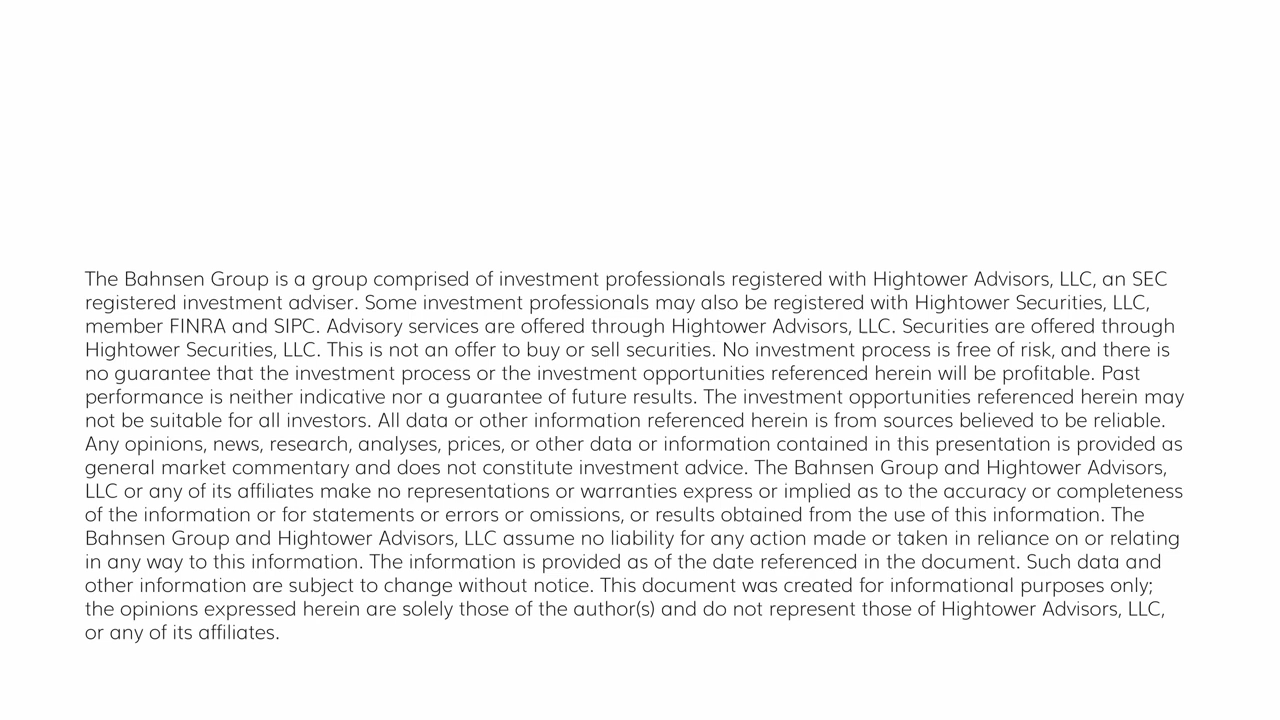 The Bahnsen Group is a group comprised of investment professionals registered with Hightower Advisors, LLC, an SEC
registered investment adviser. Some investment professionals may also be registered with Hightower Securities, LLC,
member FINRA and SIPC. Advisory services are offered through Hightower Advisors, LLC. Securities are offered through
Hightower Securities, LLC. This is not an offer to buy or sell securities. No investment process is free of risk, and there is
no guarantee that the investment process or the investment opportunities referenced herein will be profitable. Past
performance is neither indicative nor a guarantee of future results. The investment opportunities referenced herein may
not be suitable for all investors. All data or other information referenced herein is from sources believed to be reliable.
Any opinions, news, research, analyses, prices, or other data or information contained in this presentation is provided as
general market commentary and does not constitute investment advice. The Bahnsen Group and Hightower Advisors,
LLC or any of its affiliates make no representations or warranties express or implied as to the accuracy or completeness
of the information or for statements or errors or omissions, or results obtained from the use of this information. The
Bahnsen Group and Hightower Advisors, LLC assume no liability for any action made or taken in reliance on or relating
in any way to this information. The information is provided as of the date referenced in the document. Such data and
other information are subject to change without notice. This document was created for informational purposes only;
the opinions expressed herein are solely those of the author(s) and do not represent those of Hightower Advisors, LLC,
or any of its affiliates.